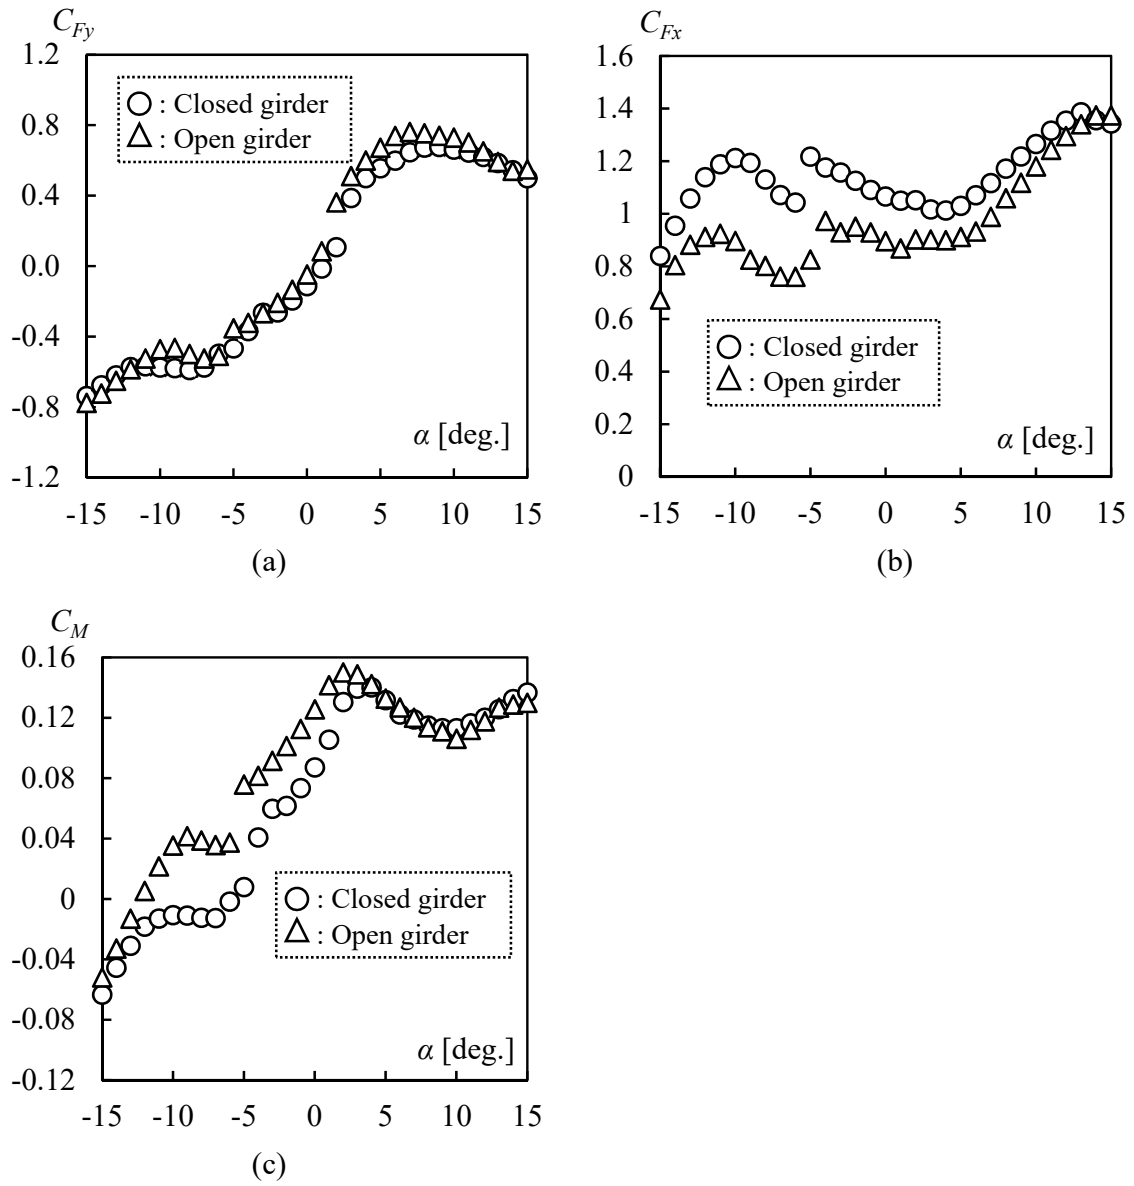 C_Fy
1.2
0.8
0.4
0.0
-0.4
-0.8
-1.2
: Closed girder
: Open girder
α [deg.]
-15 -10 -5 0 5 10 15
(a)
C_Fx
1.6
1.4
1.2
1
0.8
0.6
0.4
0.2
0
: Closed girder
: Open girder
α [deg.]
-15 -10 -5 0 5 10 15
(b)
C_M
0.16
0.12
0.08
0.04
0
-0.04
-0.08
-0.12
: Closed girder
: Open girder
α [deg.]
-15 -10 -5 0 5 10 15
(c)